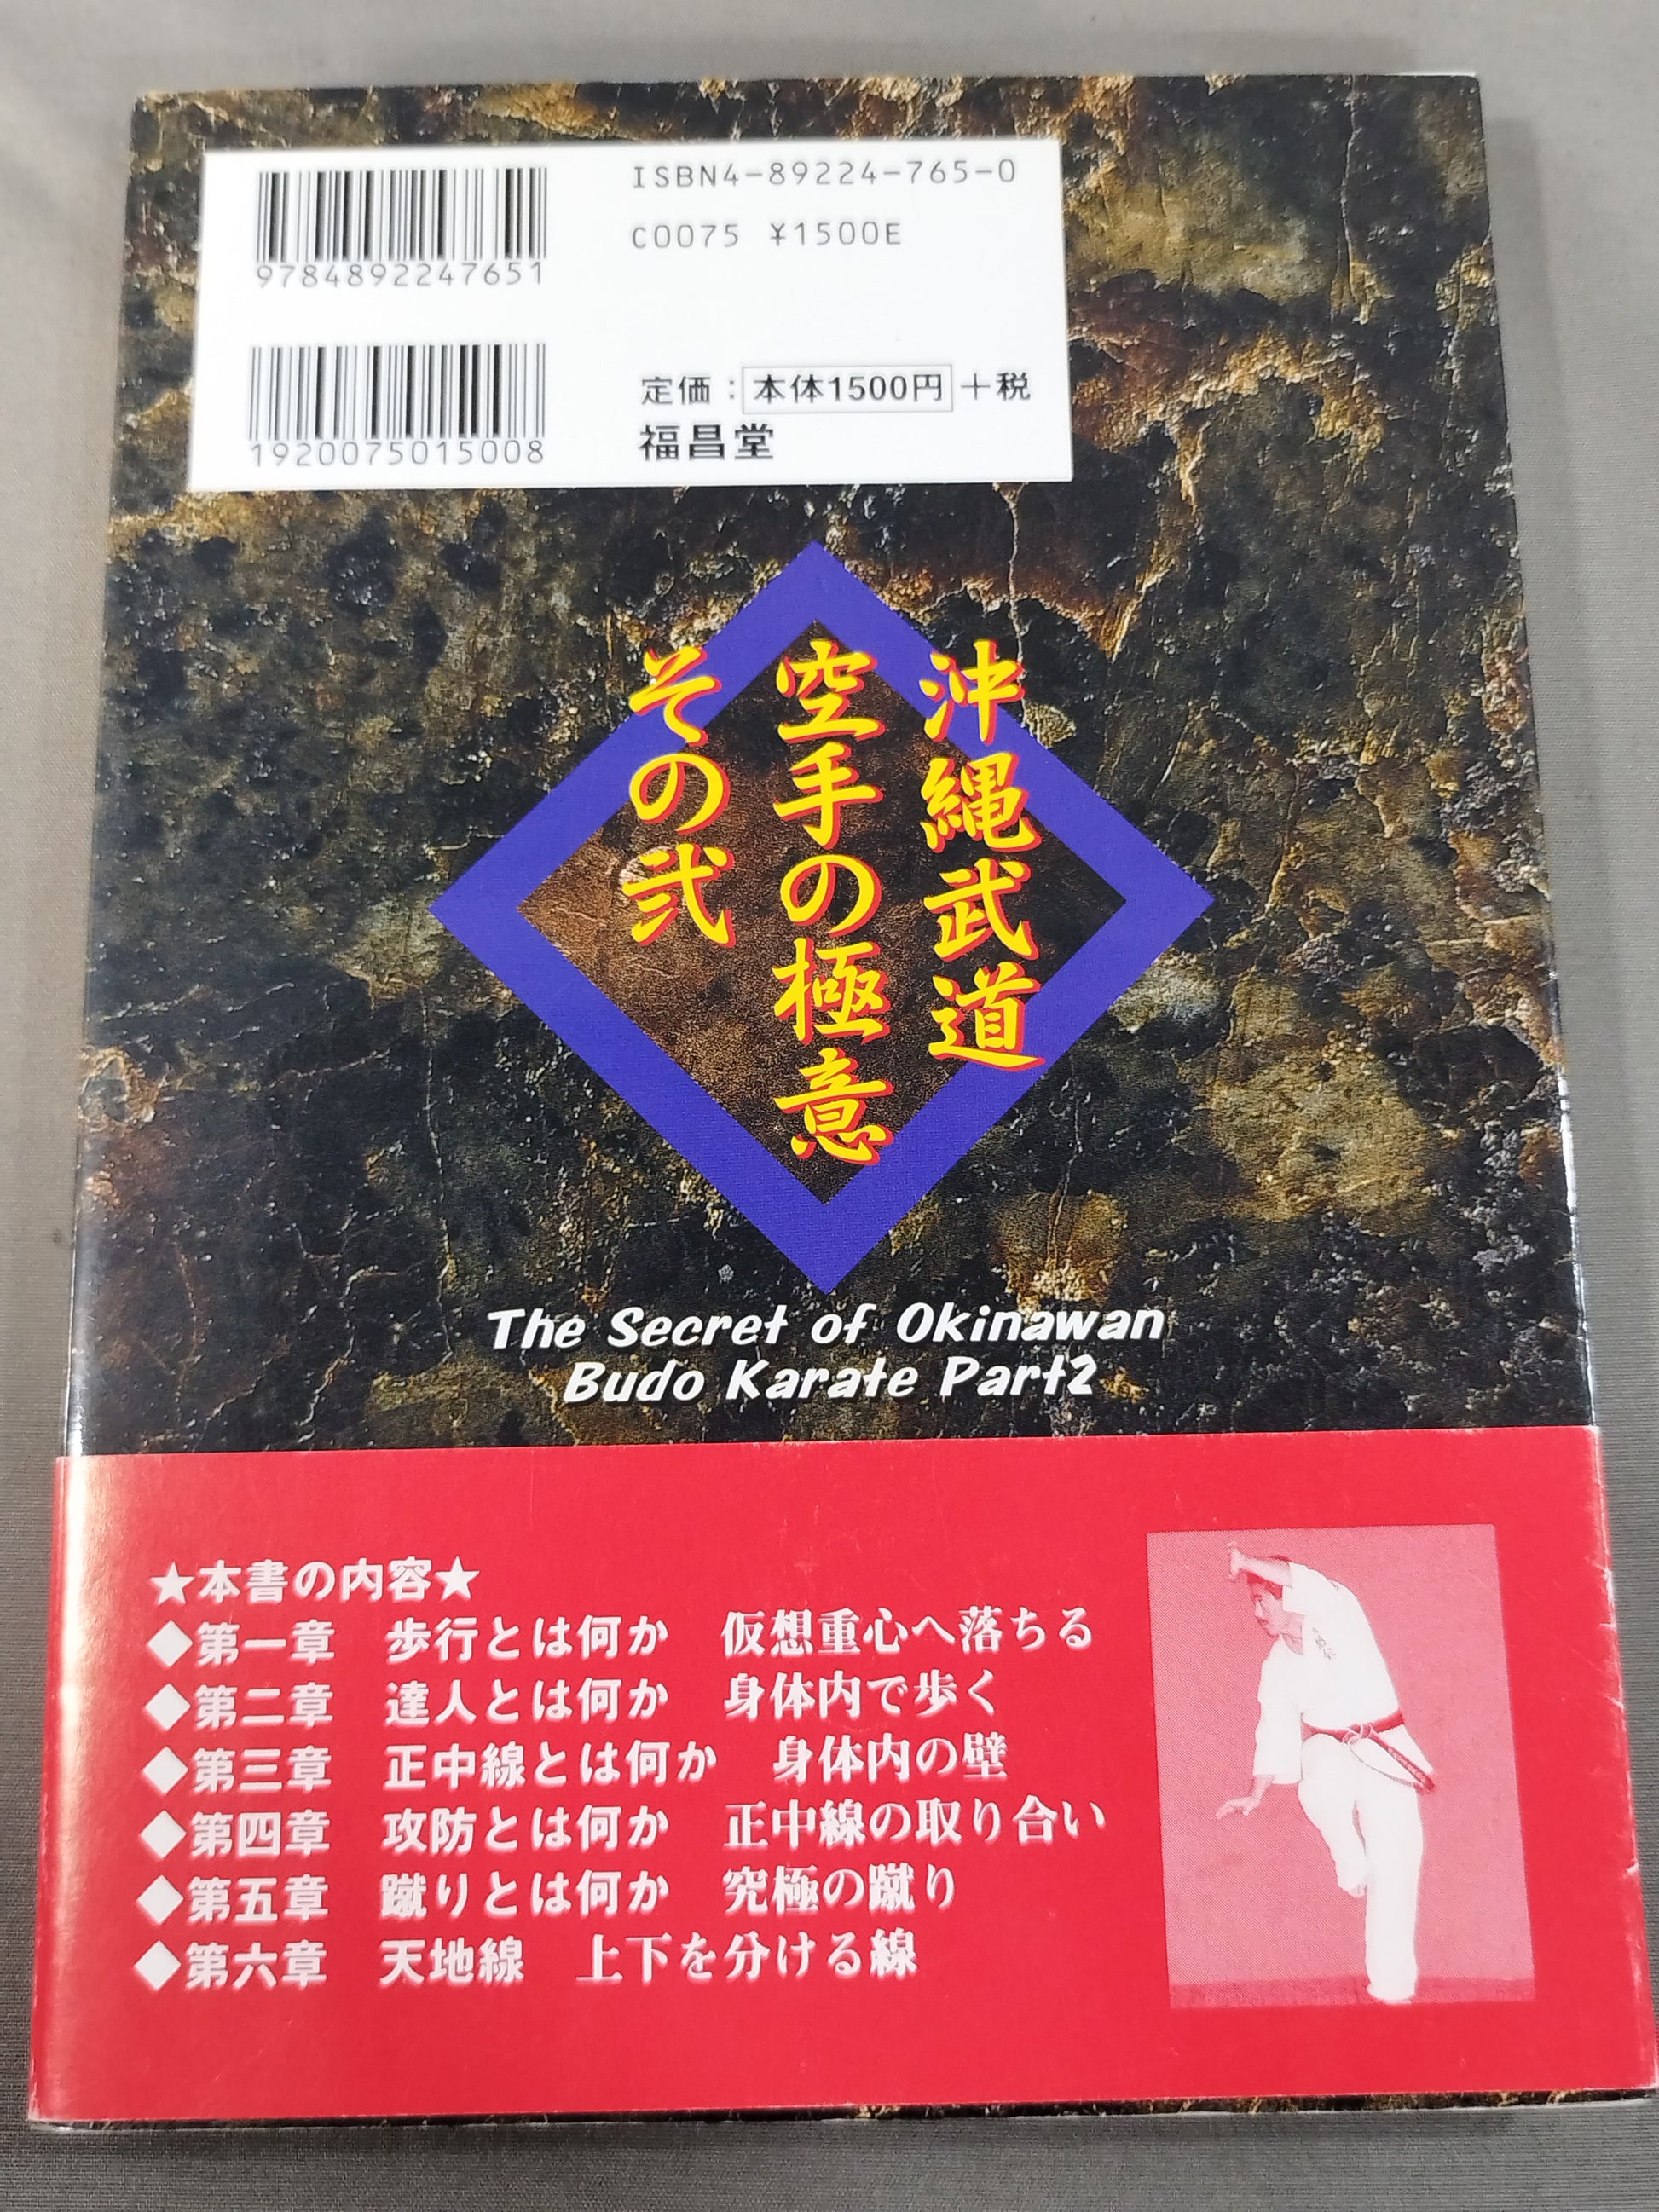 ISBN4-89224-765-0
C0075 ¥1500E
9784892247651
1920075015008
定価：本体1500円＋税
福昌堂
沖縄武道
空手の極意
その弐
The Secret of Okinawan
Budo Karate Part2
★本書の内容★
◆第一章　歩行とは何か　仮想重心へ落ちる
◆第二章　達人とは何か　身体内で歩く
◆第三章　正中線とは何か　身体内の壁
◆第四章　攻防とは何か　正中線の取り合い
◆第五章　蹴りとは何か　究極の蹴り
◆第六章　天地線　上下を分ける線